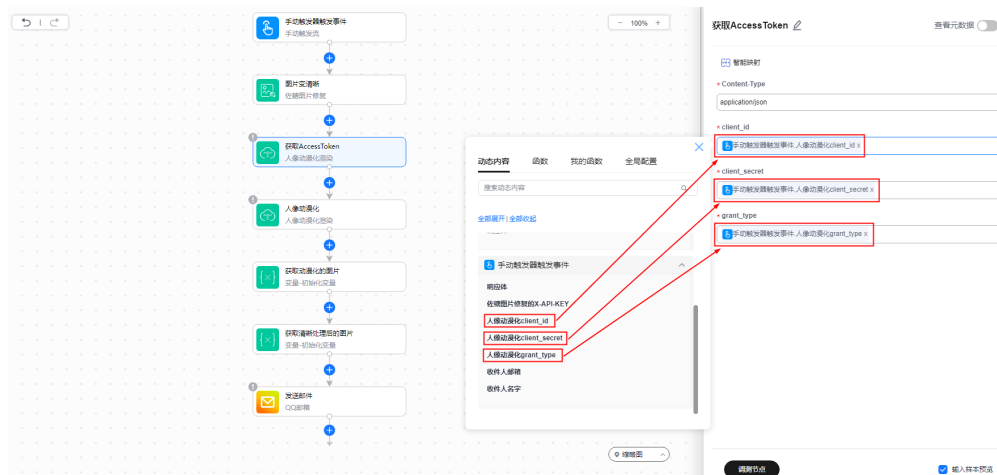 手动触发器触发事件
手动触发流
图片变清晰
佐糖图片修复
获取AccessToken
人像动漫化渲染
人像动漫化
人像动漫化渲染
获取动漫化的图片
变量-初始化变量
获取清晰处理后的图片
变量-初始化变量
发送邮件
QQ邮箱
− 100% +
缩略图
动态内容 函数 我的函数 全局配置
搜索动态内容
全部展开|全部收起
手动触发器触发事件
响应体
佐糖图片修复的X-API-KEY
人像动漫化client_id
人像动漫化client_secret
人像动漫化grant_type
收件人邮箱
收件人名字
获取AccessToken
查看元数据
智能映射
* Content-Type
application/json
* client_id
手动触发器触发事件.人像动漫化client_id x
* client_secret
手动触发器触发事件.人像动漫化client_secret x
* grant_type
手动触发器触发事件.人像动漫化grant_type x
调测节点
输入样本预览